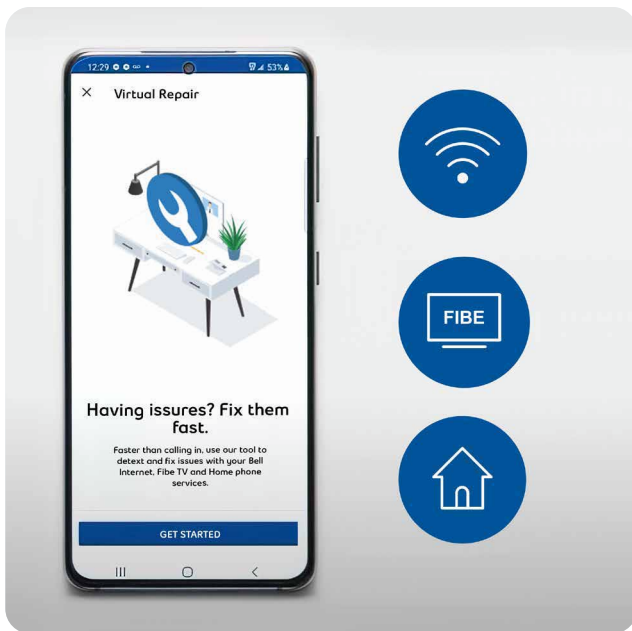 12:29
53%
Virtual Repair
Having issures? Fix them
fast.
Faster than calling in, use our tool to
detext and fix issues with your Bell
Internet, Fibe TV and Home phone
services.
GET STARTED
FIBE